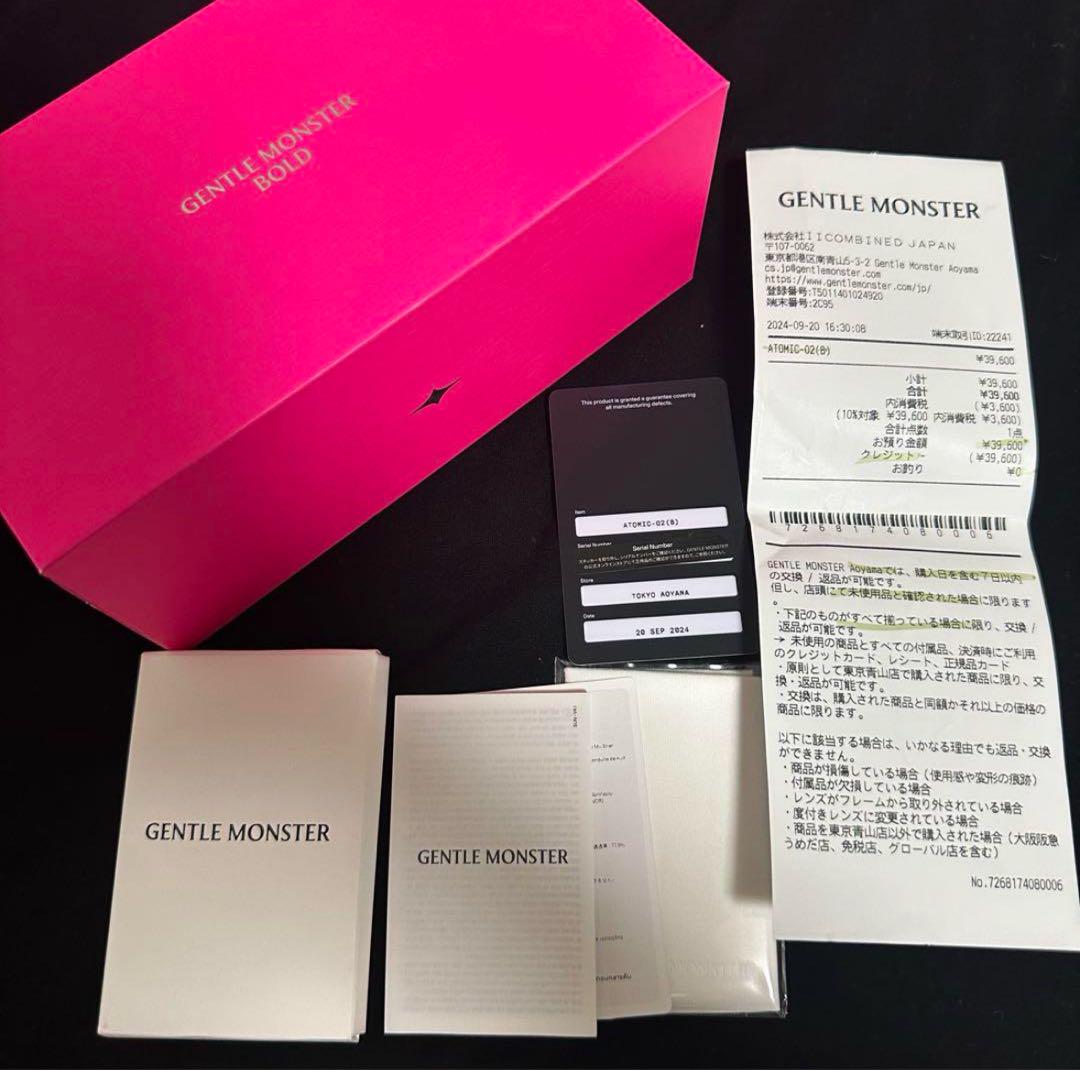 GENTLE MONSTER
BOLD
GENTLE MONSTER
株式会社IICOMBINED JAPAN
〒107-0062
東京都港区南青山5-3-2 Gentle Monster Aoyama
cs.jp@gentlemonster.com
https://www.gentlemonster.com/jp/
登録番号:T5011401024920
端末番号:2C95
2024-09-20 16:30:08 端末取引ID:22241
ATOMIC-02(B)
¥39,600
小計 ¥39,600
合計 ¥39,600
内消費税 (¥3,600)
(10%対象 ¥39,600 内消費税 ¥3,600)
合計点数 1点
お預り金額 ¥39,600
クレジット (¥39,600)
お釣り ¥0
7268174080006
GENTLE MONSTER Aoyamaでは、購入日を含む7日以内
の交換 / 返品が可能です。
但し、店頭にて未使用品と確認された場合に限ります
。
・下記のものがすべて揃っている場合に限り、交換 /
返品が可能です。
→ 未使用の商品とすべての付属品、決済時にご利用
のクレジットカード、レシート、正規品カード
・原則として東京青山店で購入された商品に限り、交
換・返品が可能です。
・交換は、購入された商品と同額かそれ以上の価格の
商品に限ります。
以下に該当する場合は、いかなる理由でも返品・交換
ができません。
・商品が損傷している場合（使用感や変形の痕跡）
・付属品が欠損している場合
・レンズがフレームから取り外されている場合
・度付きレンズに変更されている場合
・商品を東京青山店以外で購入された場合（大阪阪急
うめだ店、免税店、グローバル店を含む）
No.7268174080006
This product is granted a guarantee covering
all manufacturing defects.
Item
ATOMIC-02(B)
Serial Number Serial Number
Store
TOKYO AOYAMA
Date
20 SEP 2024
GENTLE MONSTER
GENTLE MONSTER